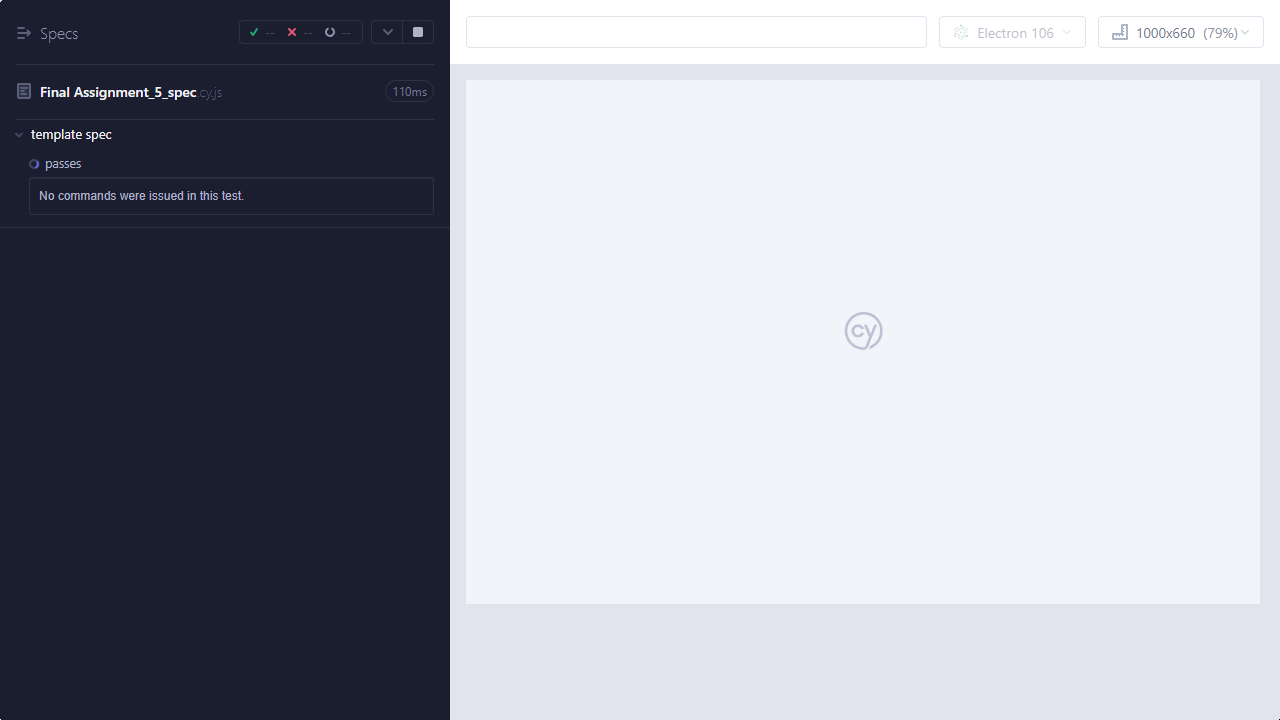 Specs
-- -- --
Electron 106
1000x660 (79%)
Final Assignment_5_spec.cy.js
110ms
template spec
passes
No commands were issued in this test.
cy